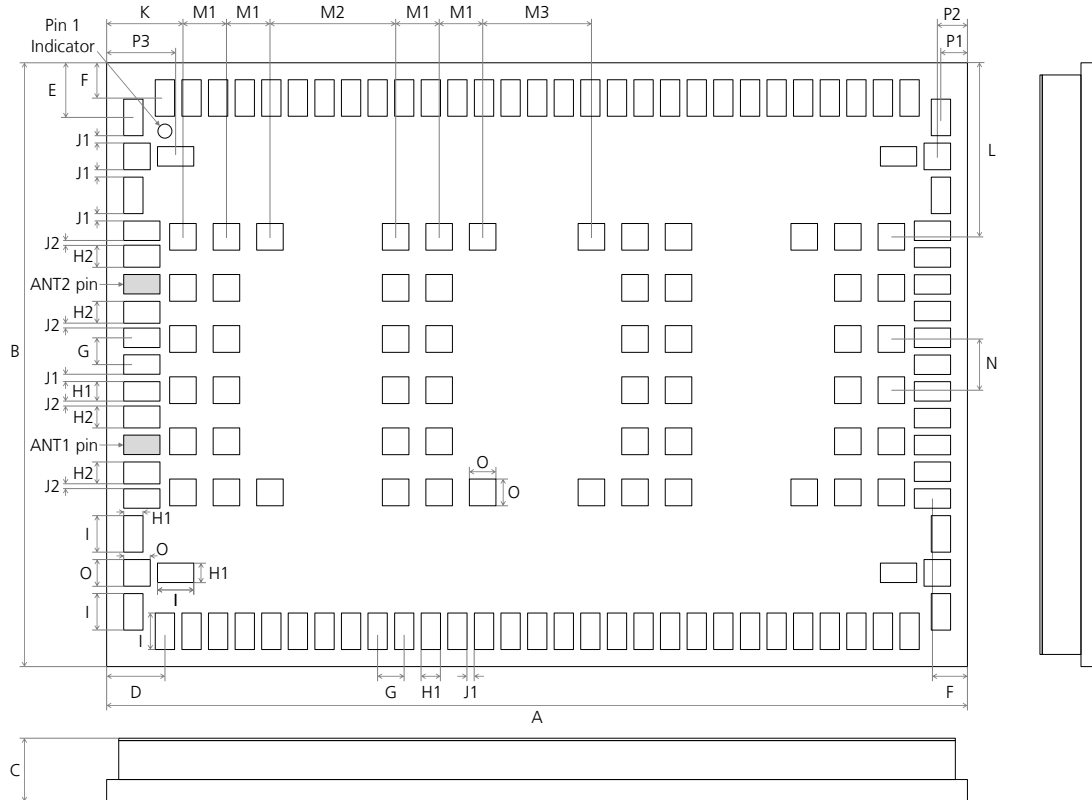 K M1 M1 M2 M1 M1 M3 P2
Pin 1
Indicator
P3 P1
F
E
J1
J1
L
J1
J2
H2
ANT2 pin
H2
J2
B
G
N
J1
H1
J2
H2
ANT1 pin
O
H2
O
J2
H1
I
O
O
H1
I
I
I
D G H1 J1 F
A
C